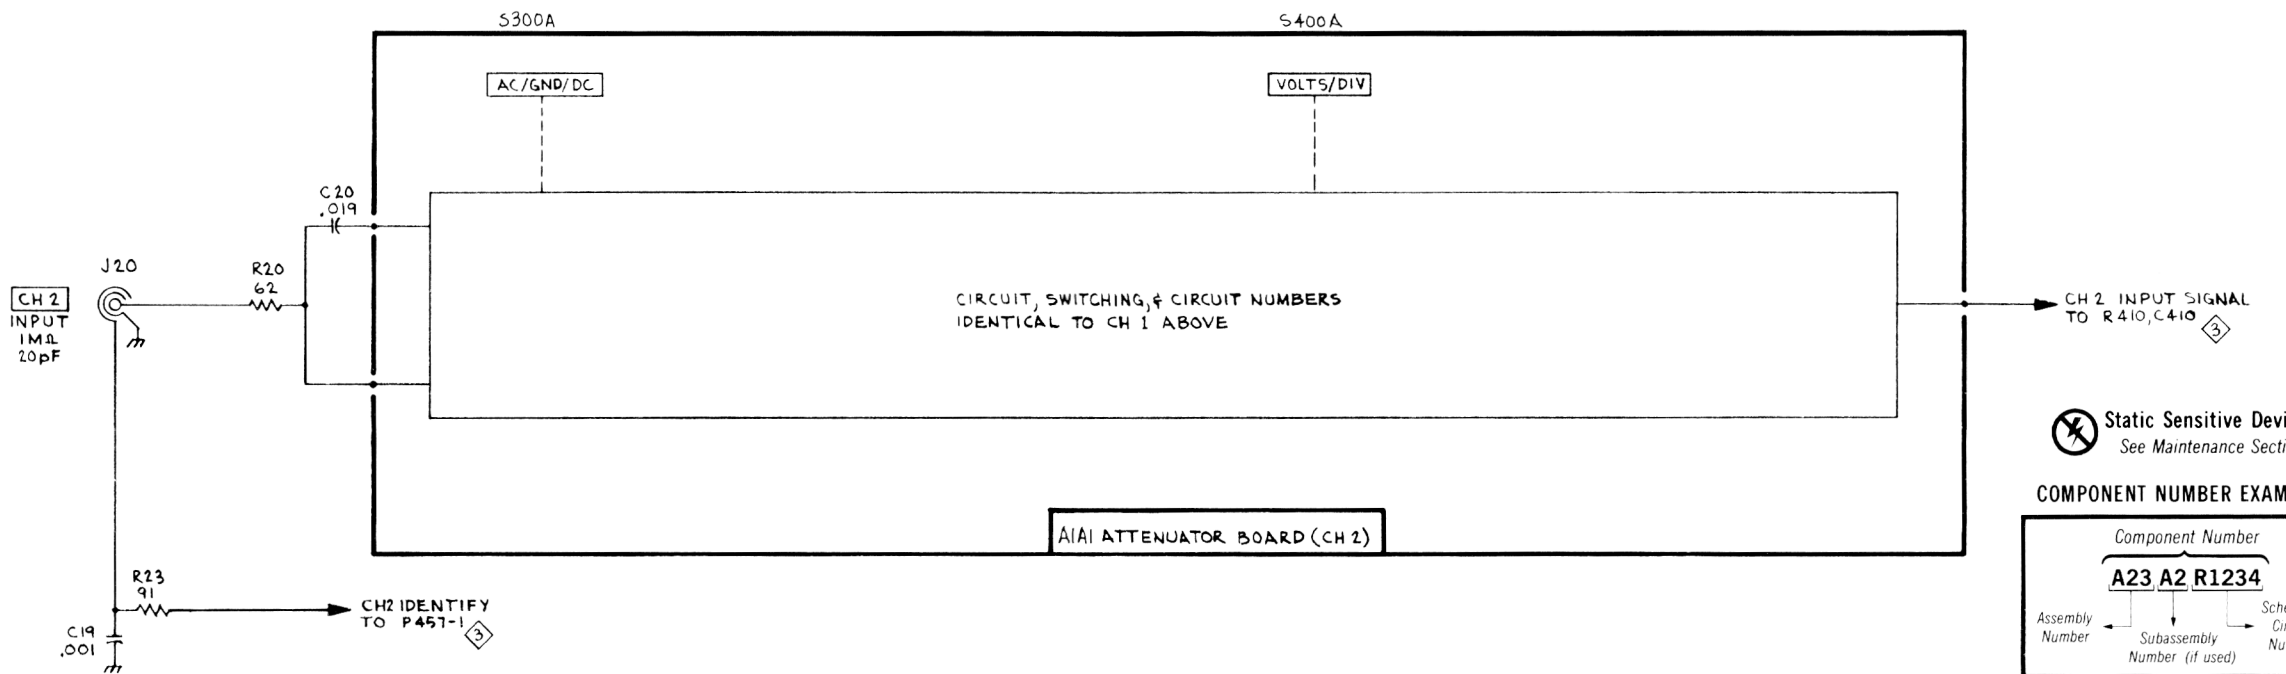 S300A
S400A
AC/GND/DC
VOLTS/DIV
C20
.019
J20
R20
62
CH 2
INPUT
1MΩ
20pF
CIRCUIT, SWITCHING, & CIRCUIT NUMBERS
IDENTICAL TO CH 1 ABOVE
CH 2 INPUT SIGNAL
TO R410, C410
3
Static Sensitive Devi
See Maintenance Secti
COMPONENT NUMBER EXAM
Component Number
A23 A2 R1234
Assembly
Number
Subassembly
Number (if used)
Sche
Cir
Nu
A1A1 ATTENUATOR BOARD (CH 2)
R23
91
CH2 IDENTIFY
TO P457-1
3
C19
.001